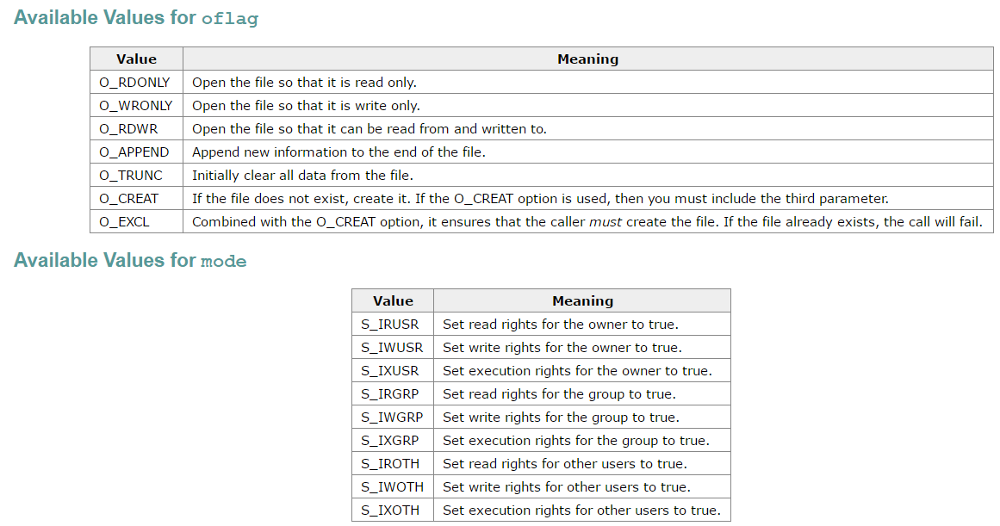 Available Values for oflag
Value Meaning
O_RDONLY Open the file so that it is read only.
O_WRONLY Open the file so that it is write only.
O_RDWR Open the file so that it can be read from and written to.
O_APPEND Append new information to the end of the file.
O_TRUNC Initially clear all data from the file.
O_CREAT If the file does not exist, create it. If the O_CREAT option is used, then you must include the third parameter.
O_EXCL Combined with the O_CREAT option, it ensures that the caller must create the file. If the file already exists, the call will fail.
Available Values for mode
Value Meaning
S_IRUSR Set read rights for the owner to true.
S_IWUSR Set write rights for the owner to true.
S_IXUSR Set execution rights for the owner to true.
S_IRGRP Set read rights for the group to true.
S_IWGRP Set write rights for the group to true.
S_IXGRP Set execution rights for the group to true.
S_IROTH Set read rights for other users to true.
S_IWOTH Set write rights for other users to true.
S_IXOTH Set execution rights for other users to true.